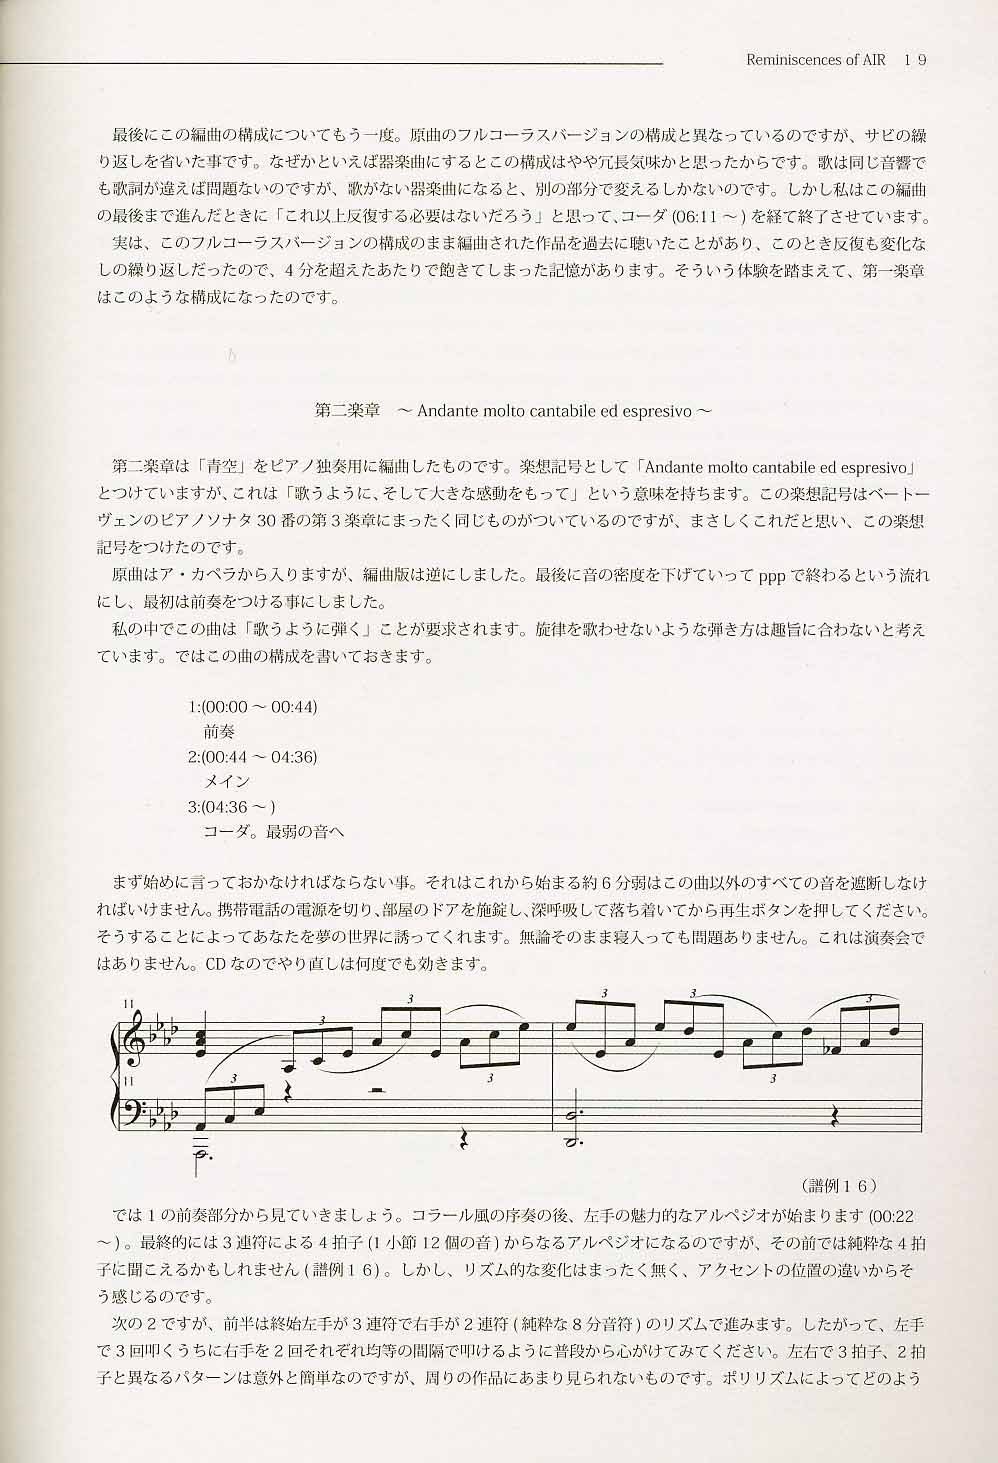 Reminiscences of AIR　１９
最後にこの編曲の構成についてもう一度。原曲のフルコーラスバージョンの構成と異なっているのですが、サビの繰
り返しを省いた事です。なぜかといえば器楽曲にするとこの構成はやや冗長気味かと思ったからです。歌は同じ音響で
も歌詞が違えば問題ないのですが、歌がない器楽曲になると、別の部分で変えるしかないのです。しかし私はこの編曲
の最後まで進んだときに「これ以上反復する必要はないだろう」と思って、コーダ (06:11 ～ ) を経て終了させています。
実は、このフルコーラスバージョンの構成のまま編曲された作品を過去に聴いたことがあり、このとき反復も変化な
しの繰り返しだったので、４分を超えたあたりで飽きてしまった記憶があります。そういう体験を踏まえて、第一楽章
はこのような構成になったのです。
第二楽章　～ Andante molto cantabile ed espresivo ～
第二楽章は「青空」をピアノ独奏用に編曲したものです。楽想記号として「Andante molto cantabile ed espresivo」
とつけていますが、これは「歌うように、そして大きな感動をもって」という意味を持ちます。この楽想記号はベートー
ヴェンのピアノソナタ 30 番の第３楽章にまったく同じものがついているのですが、まさしくこれだと思い、この楽想
記号をつけたのです。
原曲はア・カペラから入りますが、編曲版は逆にしました。最後に音の密度を下げていって ppp で終わるという流れ
にし、最初は前奏をつける事にしました。
私の中でこの曲は「歌うように弾く」ことが要求されます。旋律を歌わせないような弾き方は趣旨に合わないと考え
ています。ではこの曲の構成を書いておきます。
1:(00:00 ～ 00:44)
前奏
2:(00:44 ～ 04:36)
メイン
3:(04:36 ～ )
コーダ。最弱の音へ
まず始めに言っておかなければならない事。それはこれから始まる約６分弱はこの曲以外のすべての音を遮断しなけ
ればいけません。携帯電話の電源を切り、部屋のドアを施錠し、深呼吸して落ち着いてから再生ボタンを押してください。
そうすることによってあなたを夢の世界に誘ってくれます。無論そのまま寝入っても問題ありません。これは演奏会で
はありません。CD なのでやり直しは何度でも効きます。
11 3 3 3 3 3 3 3
11 3
（譜例１６）
では１の前奏部分から見ていきましょう。コラール風の序奏の後、左手の魅力的なアルペジオが始まります (00:22
～ ) 。最終的には３連符による４拍子 (１小節 12 個の音) からなるアルペジオになるのですが、その前では純粋な４拍
子に聞こえるかもしれません ( 譜例１６) 。しかし、リズム的な変化はまったく無く、アクセントの位置の違いからそ
う感じるのです。
次の２ですが、前半は終始左手が３連符で右手が２連符 ( 純粋な８分音符 ) のリズムで進みます。したがって、左手
で３回叩くうちに右手を２回それぞれ均等の間隔で叩けるように普段から心がけてみてください。左右で３拍子、２拍
子と異なるパターンは意外と簡単なのですが、周りの作品にあまり見られないものです。ポリリズムによってどのよう